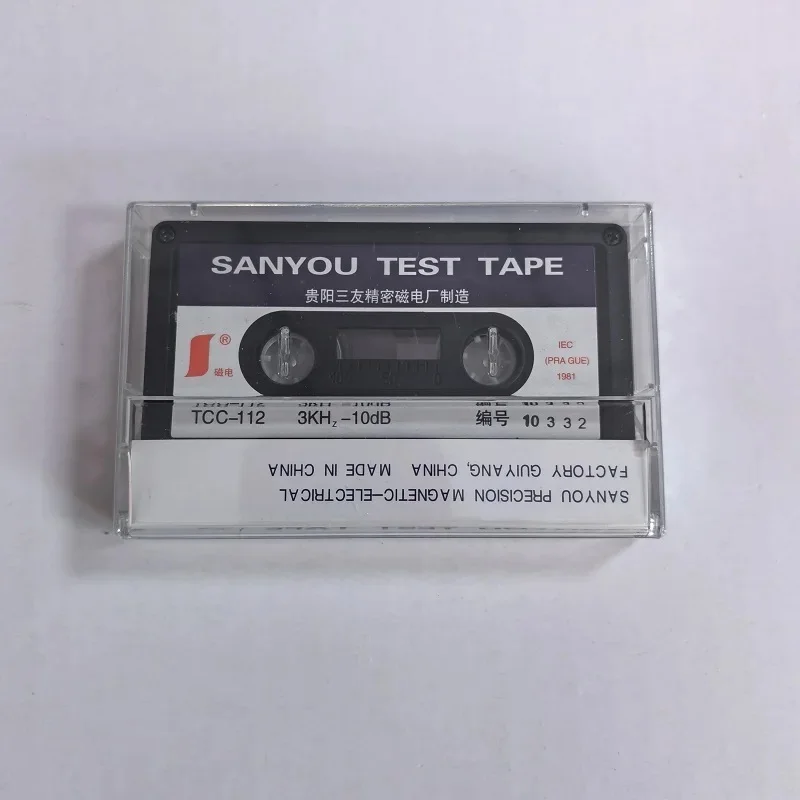 SANYOU TEST TAPE
贵阳三友精密磁电厂制造
®
磁电
IEC
(PRA GUE)
1981
TCC-112 3KHz-10dB 编号 10332
SANYOU PRECISION MAGNETIC-ELECTRICAL
FACTORY GUIYANG, CHINA MADE IN CHINA